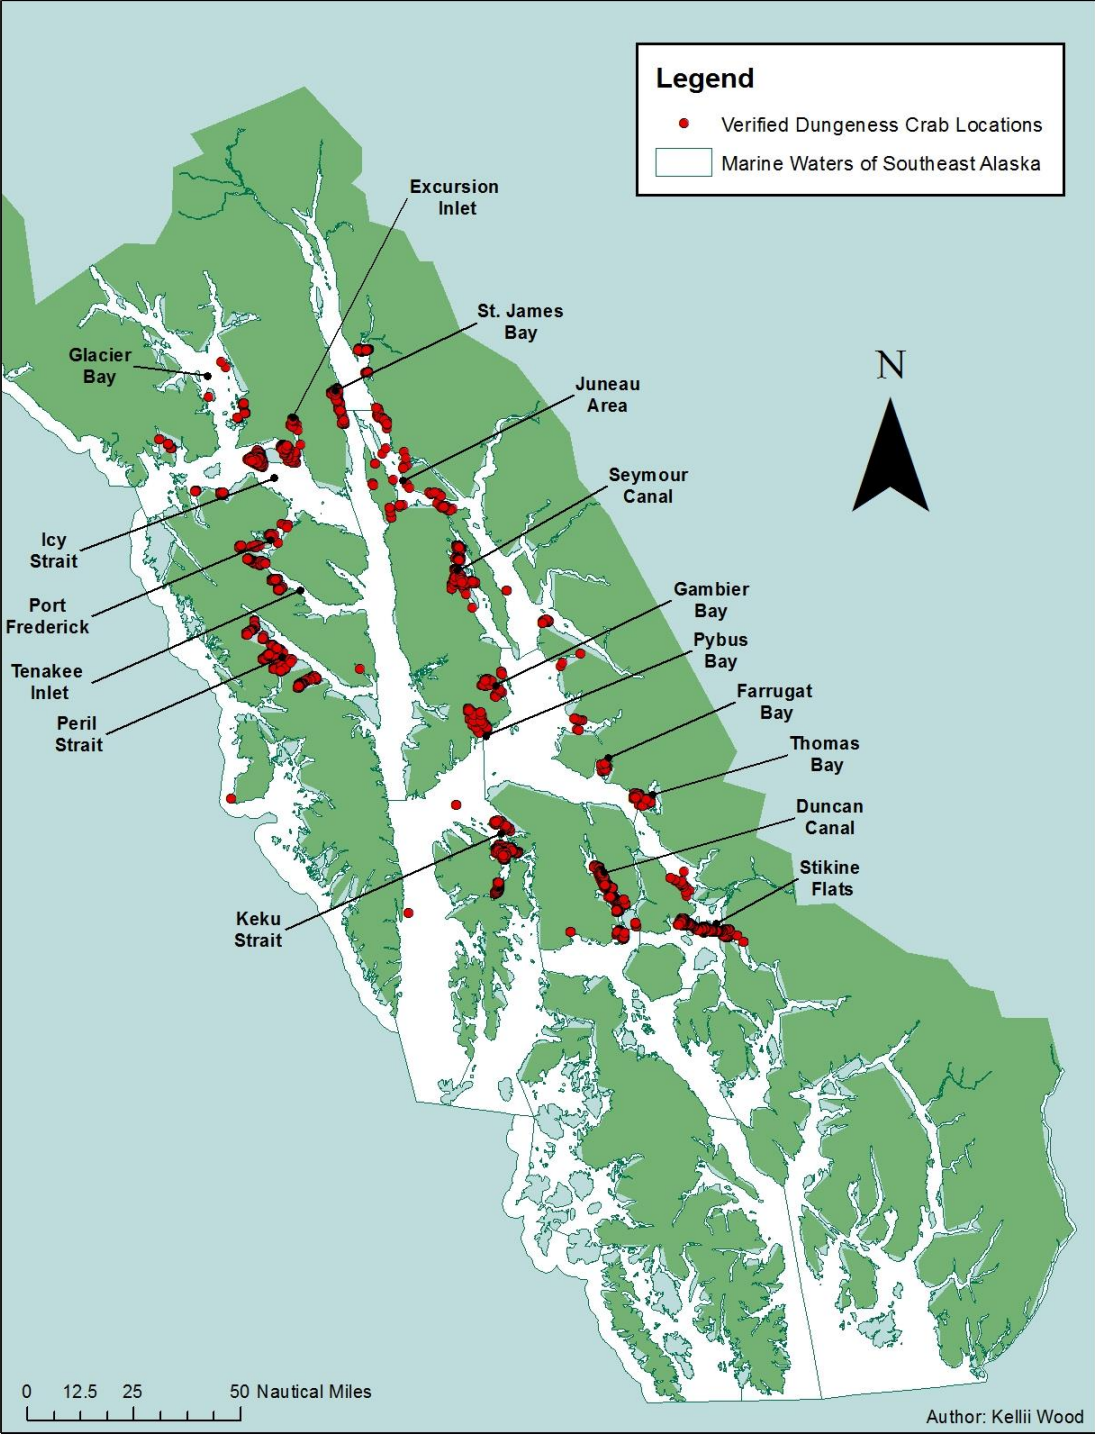 Legend
Verified Dungeness Crab Locations
Marine Waters of Southeast Alaska
Excursion
Inlet
St. James
Bay
Glacier
Bay
N
Juneau
Area
Seymour
Canal
Icy
Strait
Gambier
Bay
Port
Frederick
Pybus
Bay
Tenakee
Inlet
Farrugat
Bay
Peril
Strait
Thomas
Bay
Duncan
Canal
Stikine
Flats
Keku
Strait
0 12.5 25 50 Nautical Miles
Author: Kellii Wood